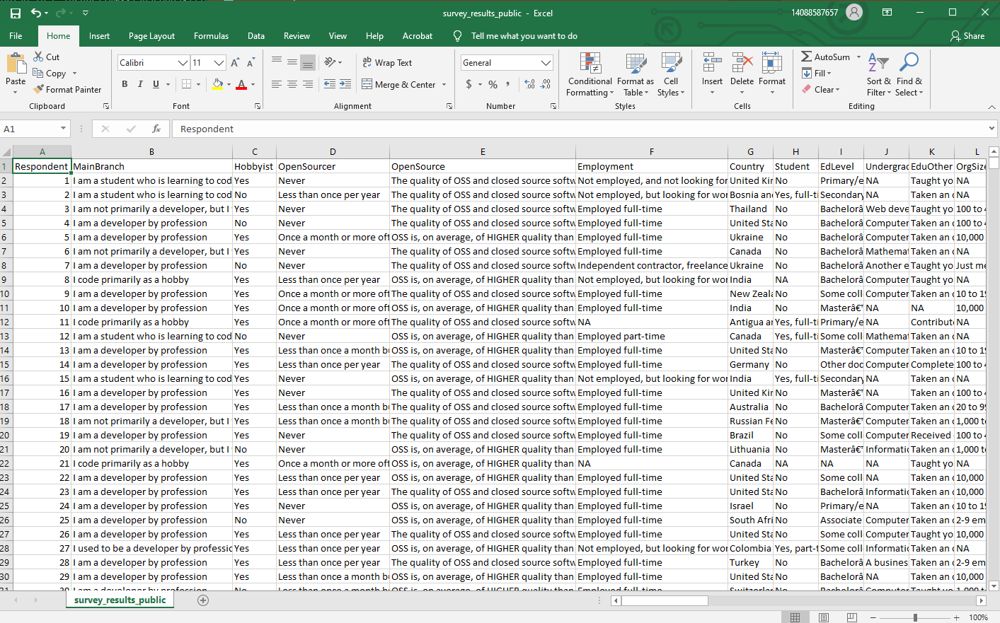 survey_results_public - Excel 14088587657
File Home Insert Page Layout Formulas Data Review View Help Acrobat Tell me what you want to do Share
Cut Calibri 11 Wrap Text General AutoSum
Paste Copy Conditional Format as Cell Insert Delete Format Fill Sort & Find &
Format Painter B I U Merge & Center $ % , Formatting Table Styles Clear Filter Select
Clipboard Font Alignment Number Styles Cells Editing
A1 fx Respondent
A B C D E F G H I J K L
1 Respondent MainBranch Hobbyist OpenSourcer OpenSource Employment Country Student EdLevel Undergrad EduOther OrgSize
2 1 I am a student who is learning to cod Yes Never The quality of OSS and closed source softw Not employed, and not looking for United Kin No Primary/e NA Taught yo NA
3 2 I am a student who is learning to cod No Less than once per year The quality of OSS and closed source softw Not employed, but looking for wor Bosnia and Yes, full-ti Secondary NA Taken an o NA
4 3 I am not primarily a developer, but I Yes Never The quality of OSS and closed source softw Employed full-time Thailand No Bachelorâ Web deve Taught yo 100 to 4
5 4 I am a developer by profession No Never The quality of OSS and closed source softw Employed full-time United Sta No Bachelorâ Computer Taken an o 100 to 4
6 5 I am a developer by profession Yes Once a month or more oft OSS is, on average, of HIGHER quality than Employed full-time Ukraine No Bachelorâ Computer Taken an o 10,000
7 6 I am not primarily a developer, but I Yes Never The quality of OSS and closed source softw Employed full-time Canada No Bachelorâ Mathemat Taken an o NA
8 7 I am a developer by profession No Never The quality of OSS and closed source softw Independent contractor, freelance Ukraine No Bachelorâ Another e Taught yo Just me
9 8 I code primarily as a hobby Yes Less than once per year OSS is, on average, of HIGHER quality than Not employed, but looking for wor India NA Bachelorâ Computer Taught yo NA
10 9 I am a developer by profession Yes Once a month or more oft The quality of OSS and closed source softw Employed full-time New Zeala No Some coll Computer Taken an o 10 to 19
11 10 I am a developer by profession Yes Once a month or more oft OSS is, on average, of HIGHER quality than Employed full-time India No Masterâ€™ NA NA 10,000
12 11 I code primarily as a hobby Yes Once a month or more oft The quality of OSS and closed source softw NA Antigua an Yes, full-ti Primary/e NA Contribut NA
13 12 I am a student who is learning to cod No Never OSS is, on average, of HIGHER quality than Employed part-time Canada Yes, full-ti Some coll Mathemat Taken an o NA
14 13 I am a developer by profession Yes Less than once a month b OSS is, on average, of HIGHER quality than Employed full-time United Sta No Masterâ€™ Computer Taken an o 10 to 19
15 14 I am a developer by profession Yes Less than once per year The quality of OSS and closed source softw Employed full-time Germany No Other doc Computer Complete 100 to 4
16 15 I am a student who is learning to cod Yes Never OSS is, on average, of HIGHER quality than Not employed, but looking for wor India Yes, full-ti Secondary NA Taken an o NA
17 16 I am a developer by profession Yes Never The quality of OSS and closed source softw Employed full-time United Kin No Masterâ€™ NA Taken an o 100 to 4
18 17 I am a developer by profession Yes Less than once a month b The quality of OSS and closed source softw Employed full-time Australia No Bachelorâ Computer Taken an o 20 to 99
19 18 I am not primarily a developer, but I Yes Less than once a month b The quality of OSS and closed source softw Employed full-time Russian Fe No Masterâ€™ Computer Taken an o 1,000 t
20 19 I am a developer by profession Yes Never The quality of OSS and closed source softw Employed full-time Brazil No Some coll Computer Received 100 to 4
21 20 I am not primarily a developer, but I No Never OSS is, on average, of HIGHER quality than Employed full-time Lithuania No Masterâ€™ Informatic Taken an o 1,000 t
22 21 I code primarily as a hobby Yes Once a month or more oft OSS is, on average, of HIGHER quality than NA Canada NA NA NA Taught yo NA
23 22 I am a developer by profession Yes Less than once per year OSS is, on average, of HIGHER quality than Employed full-time United Sta No Some coll NA Taken an o 10,000
24 23 I am a developer by profession Yes Less than once per year The quality of OSS and closed source softw Employed full-time United Sta No Bachelorâ Informatic Taken an o 10,000
25 24 I am a developer by profession Yes Never OSS is, on average, of HIGHER quality than Employed full-time Israel No Primary/e NA Taken an o 10 to 19
26 25 I am a developer by profession No Never OSS is, on average, of HIGHER quality than Employed full-time South Afri No Associate Computer Taken an o 2-9 em
27 26 I am a developer by profession Yes Less than once per year The quality of OSS and closed source softw Employed full-time United Sta No Some coll Computer Taught yo 10,000
28 27 I used to be a developer by professic Yes Less than once per year OSS is, on average, of HIGHER quality than Not employed, but looking for wor Colombia Yes, part-t Some coll Informatic Taken an o NA
29 28 I am a developer by profession Yes Less than once per year The quality of OSS and closed source softw Employed full-time Turkey No Bachelorâ A busines Taken an o 2-9 em
30 29 I am a developer by profession Yes Less than once a month b OSS is, on average, of HIGHER quality than Employed full-time United Sta No Bachelorâ NA Taken an o 10,000
survey_results_public
100%